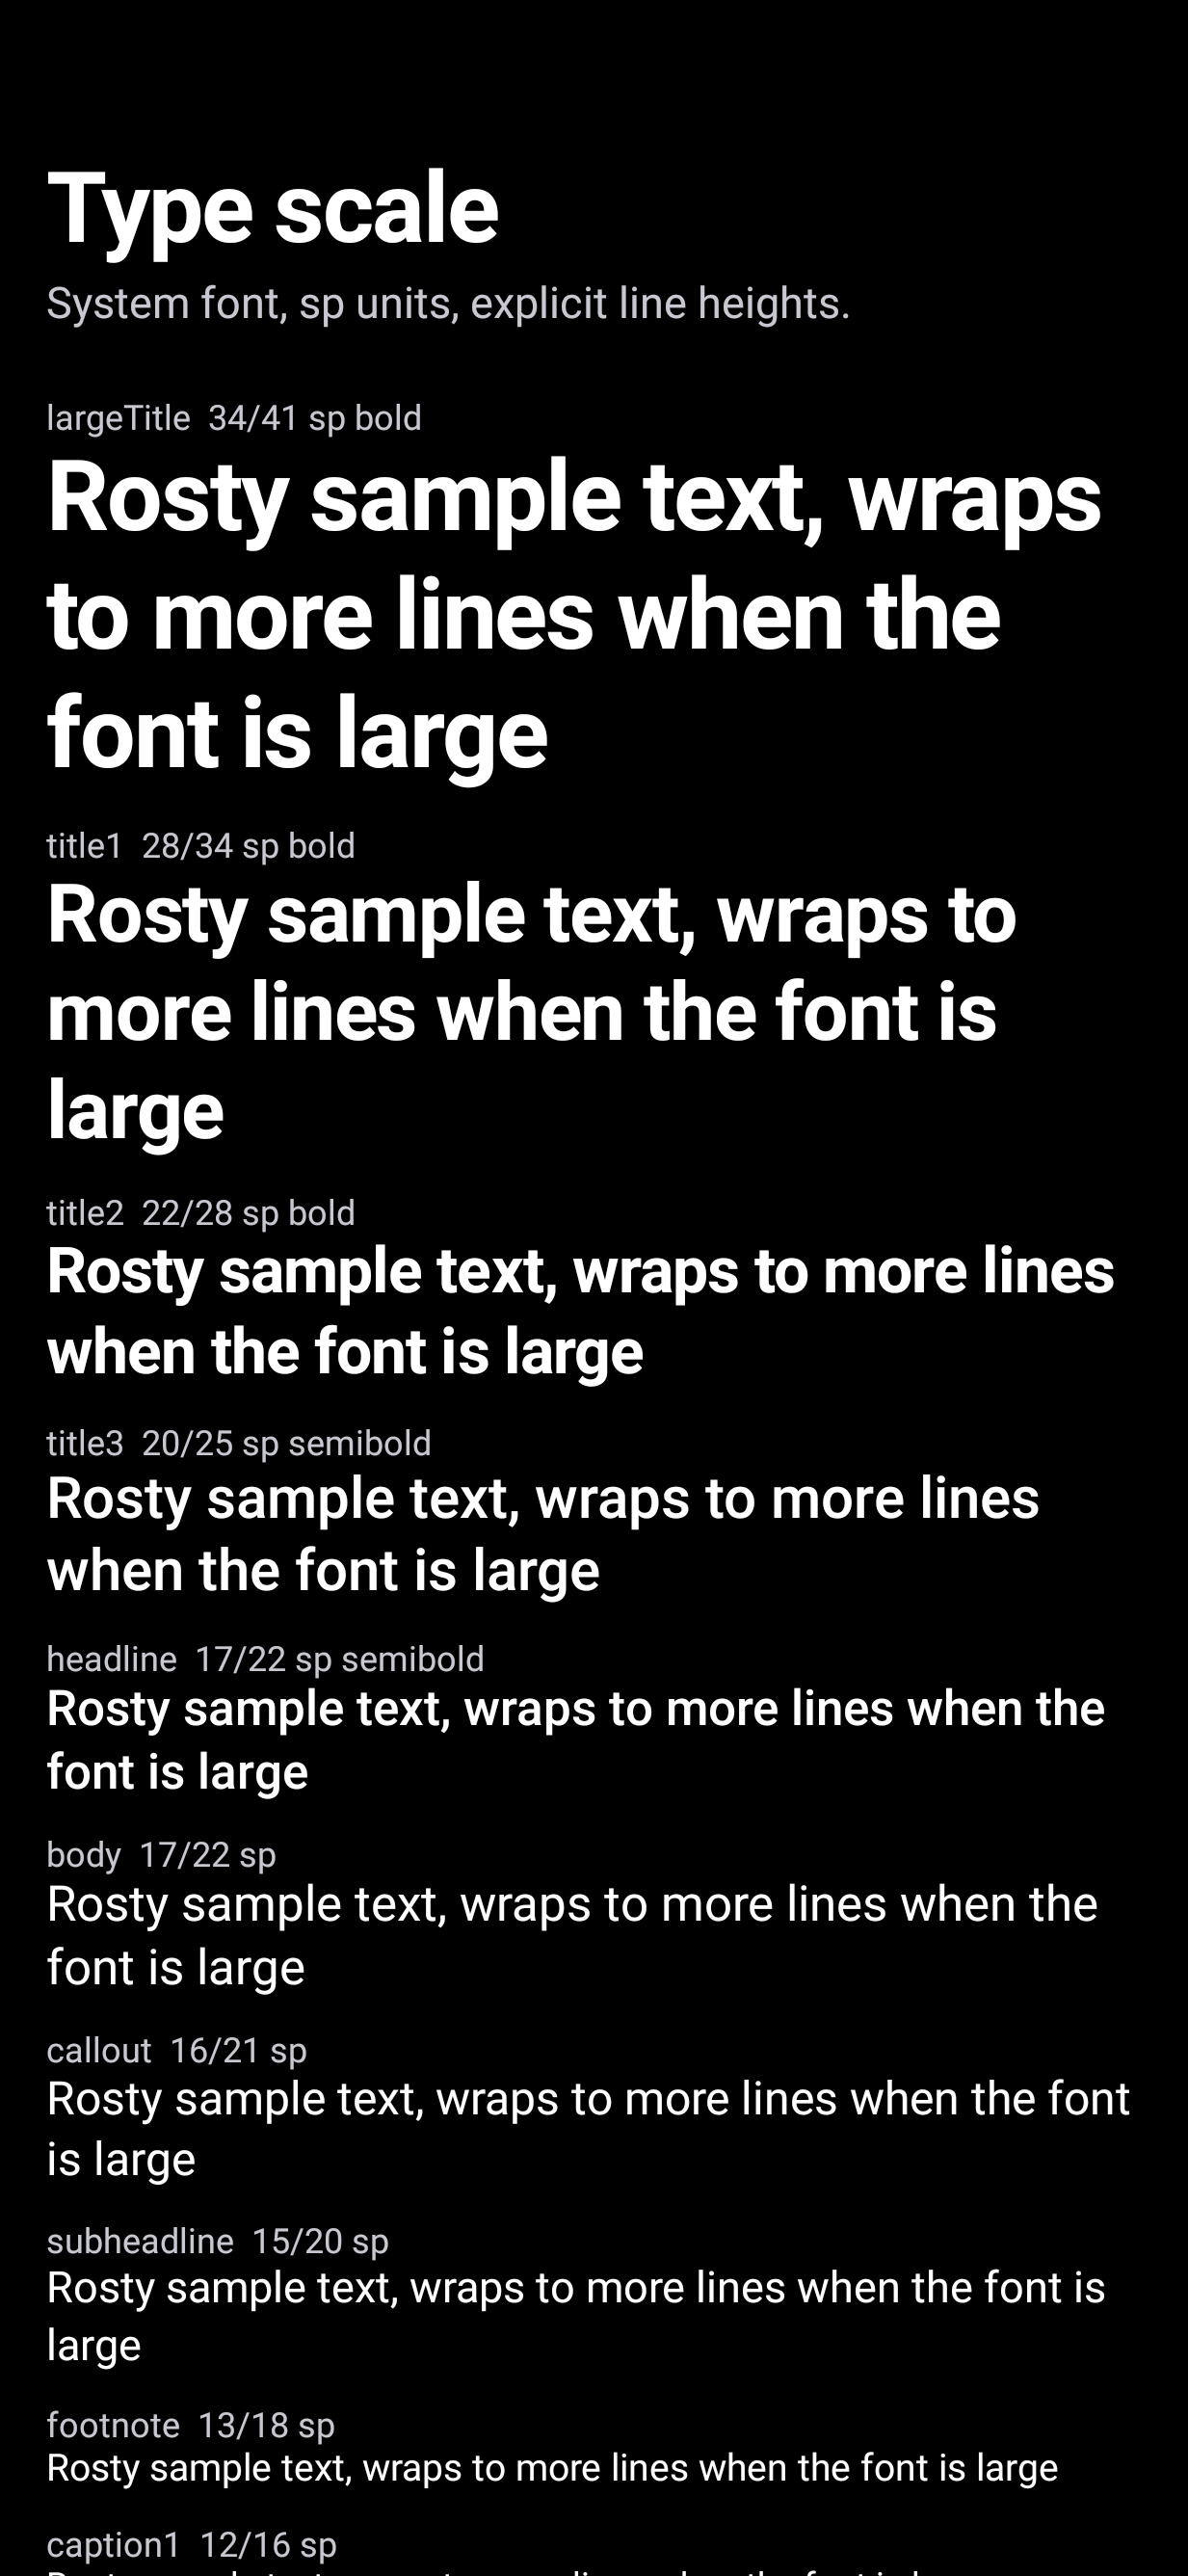 Type scale
System font, sp units, explicit line heights.
largeTitle 34/41 sp bold
Rosty sample text, wraps
to more lines when the
font is large
title1 28/34 sp bold
Rosty sample text, wraps to
more lines when the font is
large
title2 22/28 sp bold
Rosty sample text, wraps to more lines
when the font is large
title3 20/25 sp semibold
Rosty sample text, wraps to more lines
when the font is large
headline 17/22 sp semibold
Rosty sample text, wraps to more lines when the
font is large
body 17/22 sp
Rosty sample text, wraps to more lines when the
font is large
callout 16/21 sp
Rosty sample text, wraps to more lines when the font
is large
subheadline 15/20 sp
Rosty sample text, wraps to more lines when the font is
large
footnote 13/18 sp
Rosty sample text, wraps to more lines when the font is large
caption1 12/16 sp